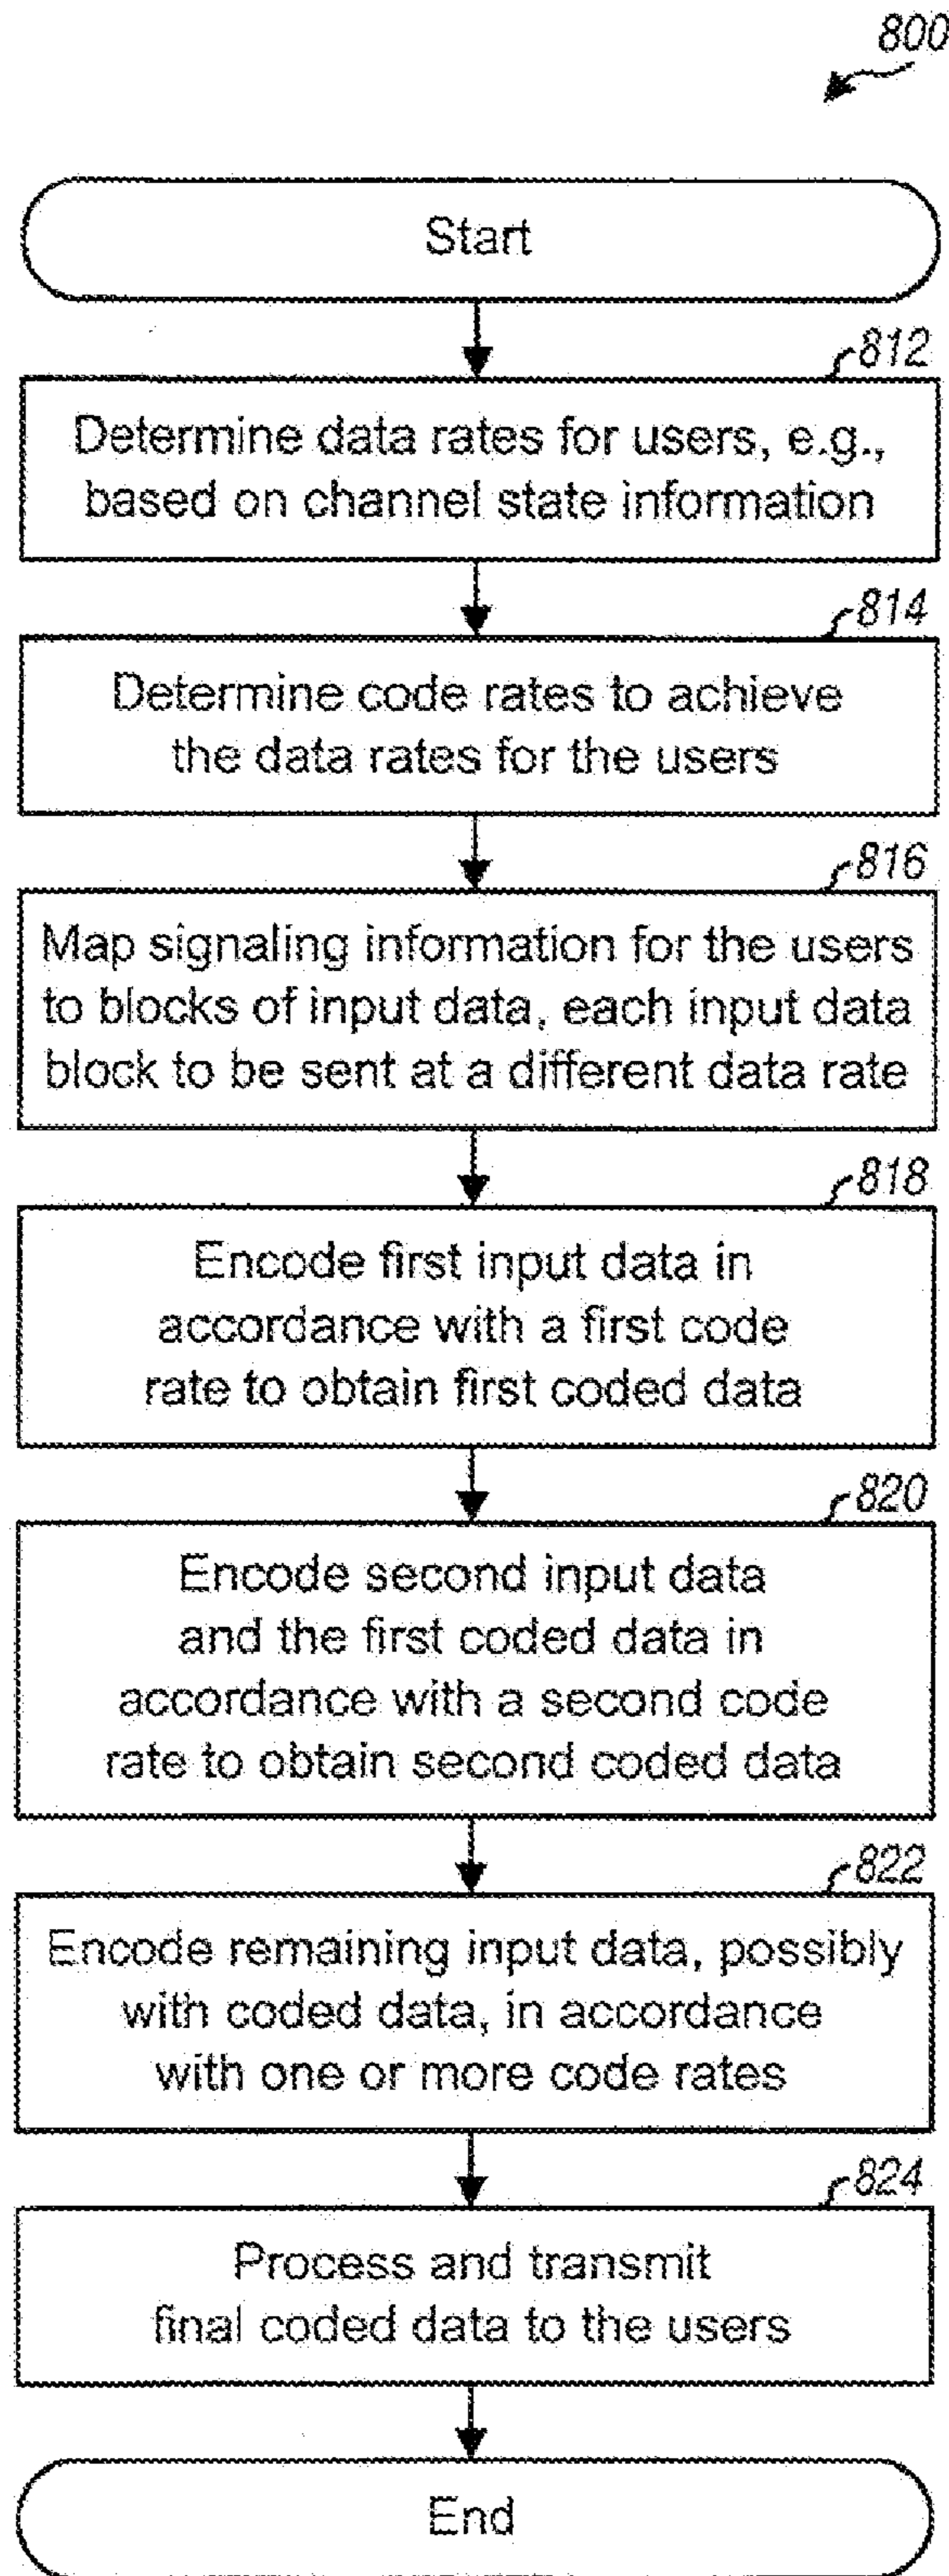 800
Start
812
Determine data rates for users, e.g.,
based on channel state information
814
Determine code rates to achieve
the data rates for the users
816
Map signaling information for the users
to blocks of input data, each input data
block to be sent at a different data rate
818
Encode first input data in
accordance with a first code
rate to obtain first coded data
820
Encode second input data
and the first coded data in
accordance with a second code
rate to obtain second coded data
822
Encode remaining input data, possibly
with coded data, in accordance
with one or more code rates
824
Process and transmit
final coded data to the users
End